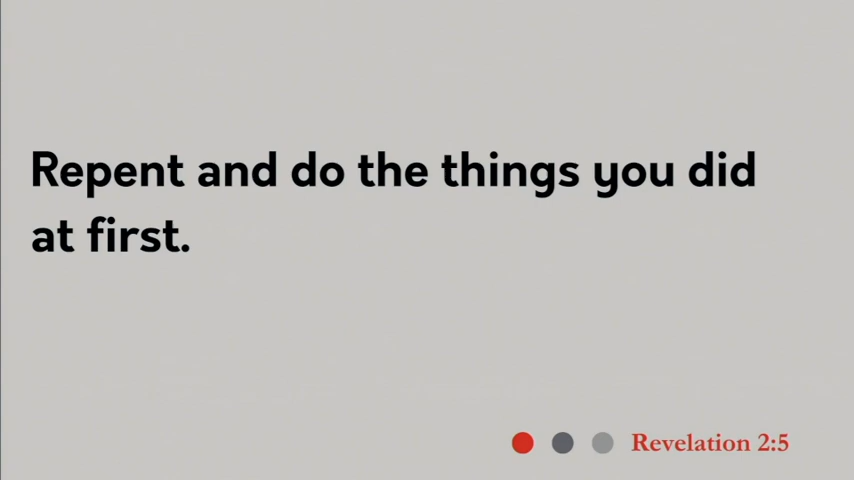 Repent and do the things you did
at first.
Revelation 2:5